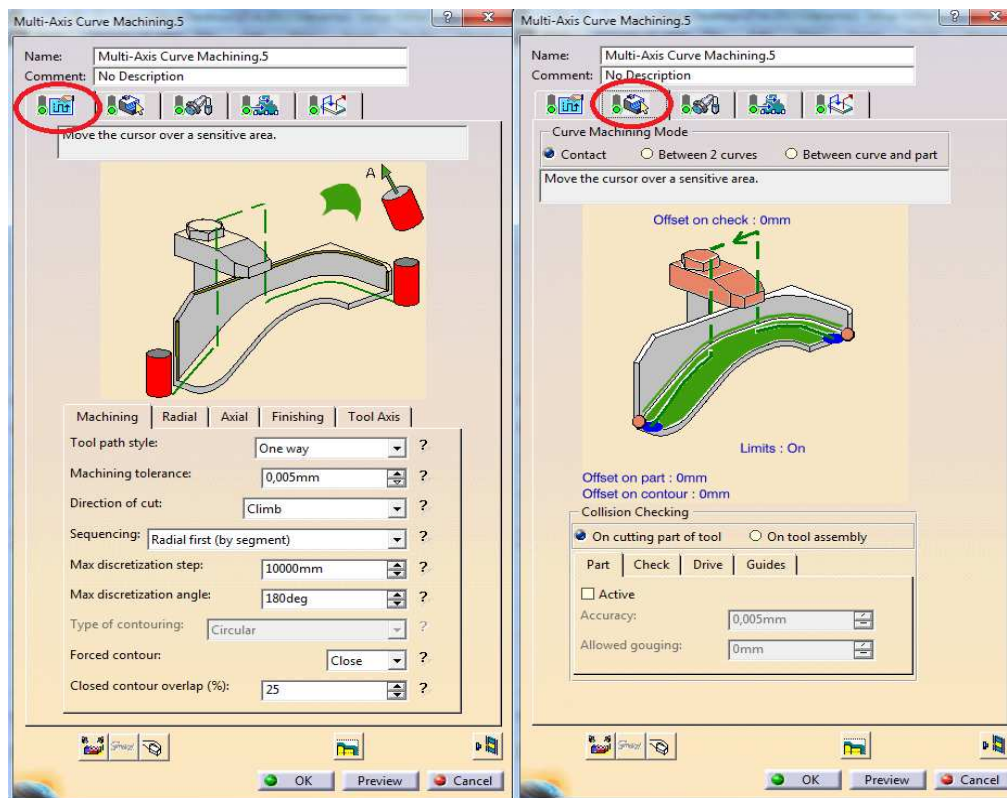 Multi-Axis Curve Machining.5
Name: Multi-Axis Curve Machining.5
Comment: No Description
Move the cursor over a sensitive area.
A
Machining Radial Axial Finishing Tool Axis
Tool path style: One way ?
Machining tolerance: 0,005mm ?
Direction of cut: Climb ?
Sequencing: Radial first (by segment) ?
Max discretization step: 10000mm ?
Max discretization angle: 180deg ?
Type of contouring: Circular ?
Forced contour: Close ?
Closed contour overlap (%): 25 ?
OK Preview Cancel
Multi-Axis Curve Machining.5
Name: Multi-Axis Curve Machining.5
Comment: No Description
Curve Machining Mode
Contact Between 2 curves Between curve and part
Move the cursor over a sensitive area.
Offset on check : 0mm
Limits : On
Offset on part : 0mm
Offset on contour : 0mm
Collision Checking
On cutting part of tool On tool assembly
Part Check Drive Guides
Active
Accuracy: 0,005mm
Allowed gouging: 0mm
OK Preview Cancel